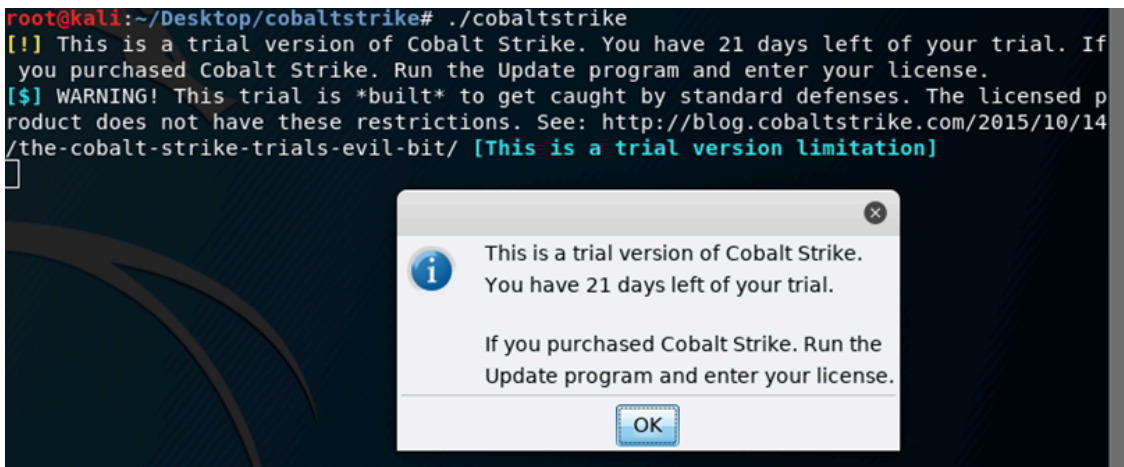 root@kali:~/Desktop/cobaltstrike# ./cobaltstrike
[!] This is a trial version of Cobalt Strike. You have 21 days left of your trial. If
 you purchased Cobalt Strike. Run the Update program and enter your license.
[$] WARNING! This trial is *built* to get caught by standard defenses. The licensed p
roduct does not have these restrictions. See: http://blog.cobaltstrike.com/2015/10/14
/the-cobalt-strike-trials-evil-bit/ [This is a trial version limitation]
This is a trial version of Cobalt Strike.
You have 21 days left of your trial.
If you purchased Cobalt Strike. Run the
Update program and enter your license.
OK